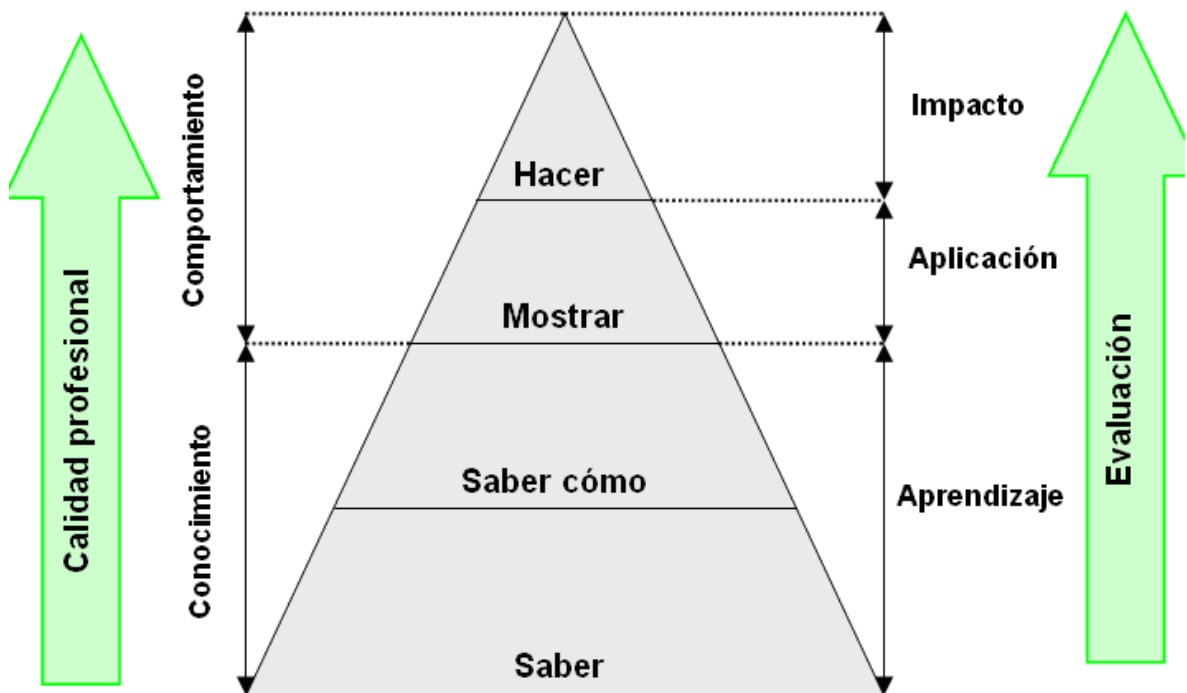 Calidad profesional
Comportamiento
Conocimiento
Hacer
Mostrar
Saber cómo
Saber
Impacto
Aplicación
Aprendizaje
Evaluación